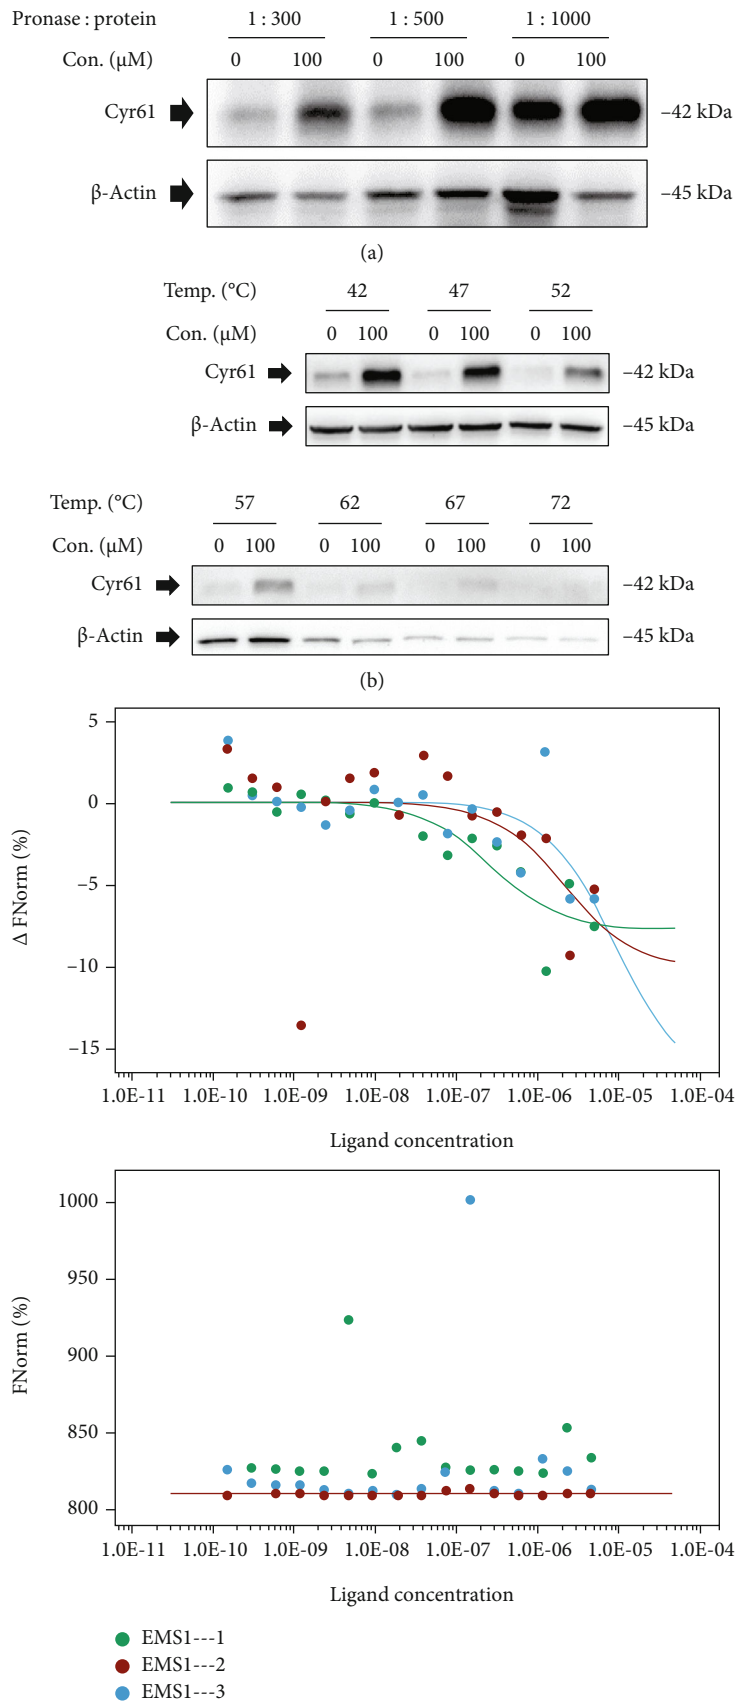 Pronase : protein 1 : 300 1 : 500 1 : 1000
Con. (μM) 0 100 0 100 0 100
Cyr61 –42 kDa
β-Actin –45 kDa
(a)
Temp. (°C) 42 47 52
Con. (μM) 0 100 0 100 0 100
Cyr61 –42 kDa
β-Actin –45 kDa
Temp. (°C) 57 62 67 72
Con. (μM) 0 100 0 100 0 100 0 100
Cyr61 –42 kDa
β-Actin –45 kDa
(b)
Δ FNorm (%)
5
0
–5
–10
–15
1.0E-11 1.0E-10 1.0E-09 1.0E-08 1.0E-07 1.0E-06 1.0E-05 1.0E-04
Ligand concentration
FNorm (%)
1000
950
900
850
800
1.0E-11 1.0E-10 1.0E-09 1.0E-08 1.0E-07 1.0E-06 1.0E-05 1.0E-04
Ligand concentration
EMS1---1
EMS1---2
EMS1---3